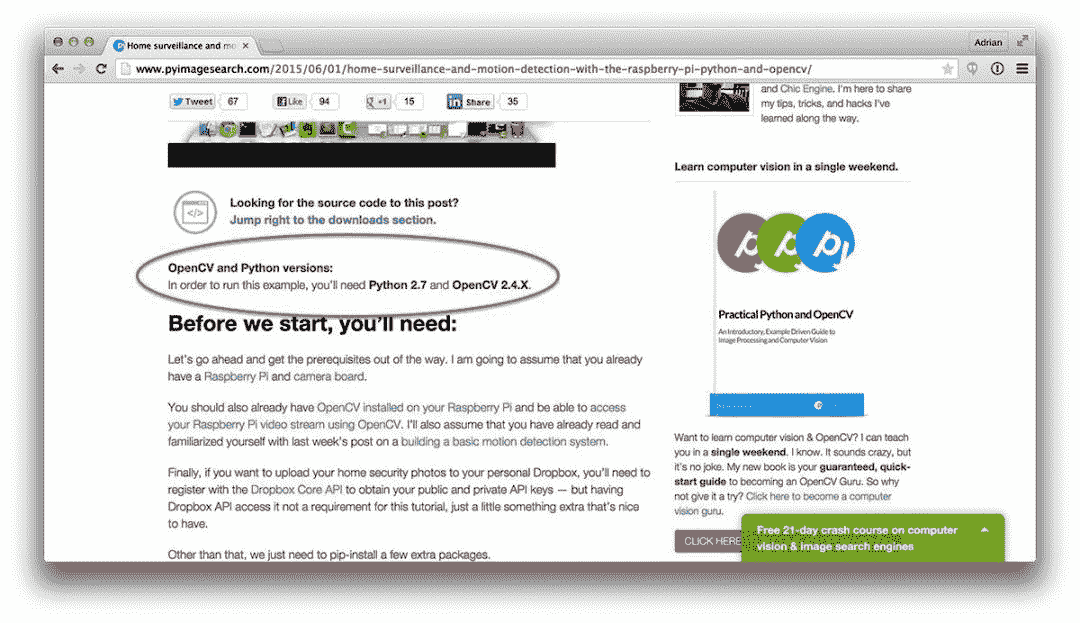 Home surveillance and mo
Adrian
www.pyimagesearch.com/2015/06/01/home-surveillance-and-motion-detection-with-the-raspberry-pi-python-and-opencv/
Tweet 67 Like 94 +1 15 in Share 35
Looking for the source code to this post?
Jump right to the downloads section.
OpenCV and Python versions:
In order to run this example, you'll need Python 2.7 and OpenCV 2.4.X.
Before we start, you'll need:
Let's go ahead and get the prerequisites out of the way. I am going to assume that you already
have a Raspberry Pi and camera board.
You should also already have OpenCV installed on your Raspberry Pi and be able to access
your Raspberry Pi video stream using OpenCV. I'll also assume that you have already read and
familiarized yourself with last week's post on a building a basic motion detection system.
Finally, if you want to upload your home security photos to your personal Dropbox, you'll need to
register with the Dropbox Core API to obtain your public and private API keys — but having
Dropbox API access it not a requirement for this tutorial, just a little something extra that's nice
to have.
Other than that, we just need to pip-install a few extra packages.
and Chic Engine. I'm here to share
my tips, tricks, and hacks I've
learned along the way.
Learn computer vision in a single weekend.
Practical Python and OpenCV
An Introductory, Example Driven Guide to
Image Processing and Computer Vision
Want to learn computer vision & OpenCV? I can teach
you in a single weekend. I know. It sounds crazy, but
it's no joke. My new book is your guaranteed, quick-
start guide to becoming an OpenCV Guru. So why
not give it a try? Click here to become a computer
vision guru.
CLICK HERE
Free 21-day crash course on computer
vision & image search engines